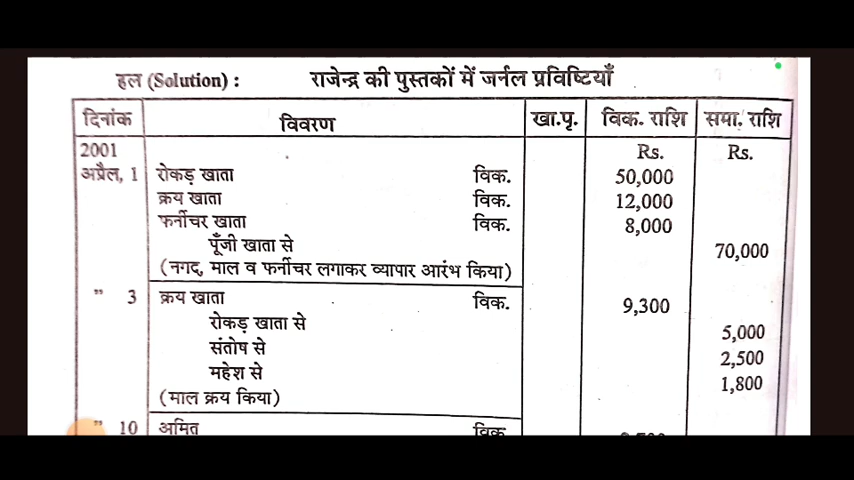 हल (Solution) : राजेन्द्र की पुस्तकों में जर्नल प्रविष्टियाँ
दिनांक विवरण खा.पृ. विक. राशि समा. राशि
2001 Rs. Rs.
अप्रैल, 1 रोकड़ खाता विक. 50,000
क्रय खाता विक. 12,000
फर्नीचर खाता विक. 8,000
पूँजी खाता से 70,000
(नगद, माल व फर्नीचर लगाकर व्यापार आरंभ किया)
" 3 क्रय खाता विक. 9,300
रोकड़ खाता से 5,000
संतोष से 2,500
महेश से 1,800
(माल क्रय किया)
" 10 अमित विक